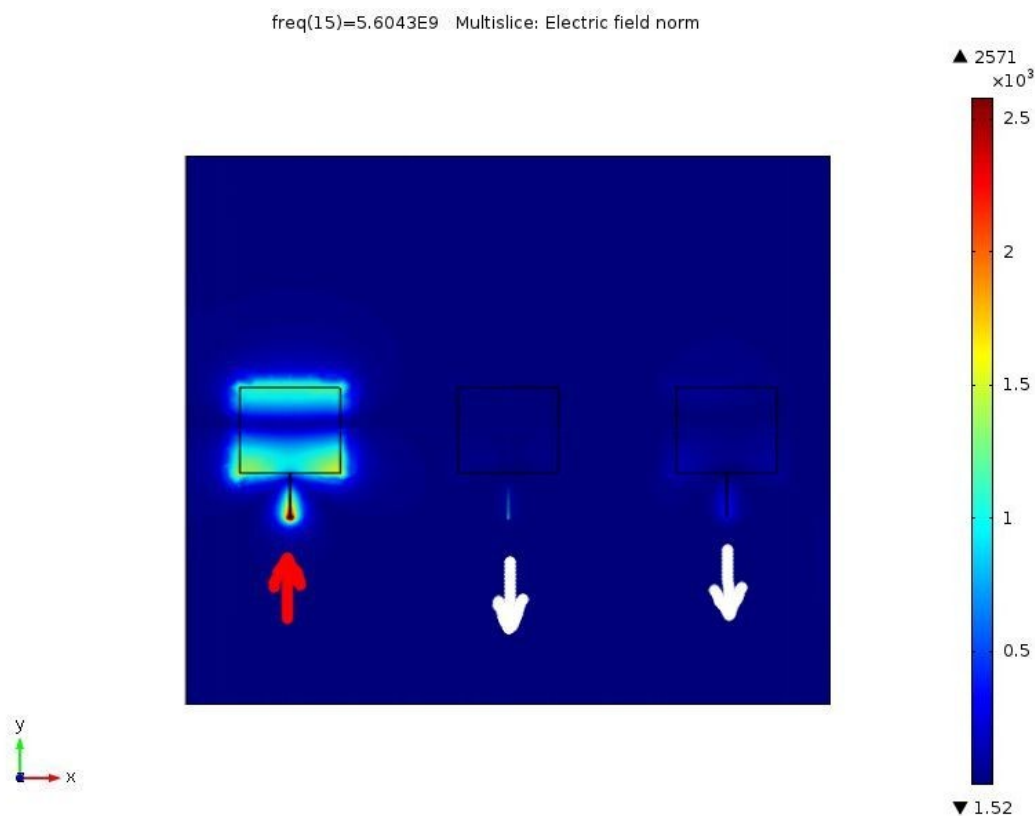 freq(15)=5.6043E9   Multislice: Electric field norm
▲ 2571
×10³
2.5
2
1.5
1
0.5
▼ 1.52
y
x